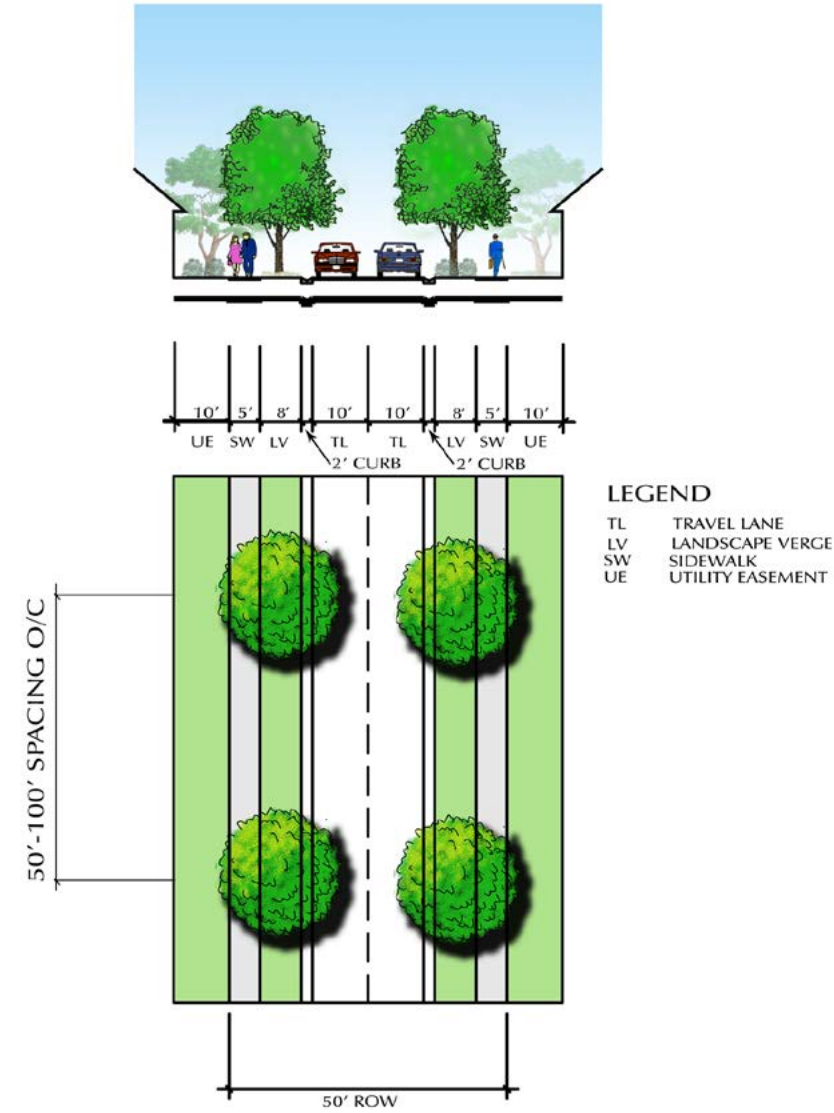 10' 5' 8' 10' 10' 8' 5' 10'
UE SW LV TL TL LV SW UE
2' CURB 2' CURB
LEGEND
TL TRAVEL LANE
LV LANDSCAPE VERGE
SW SIDEWALK
UE UTILITY EASEMENT
50'-100' SPACING O/C
50' ROW